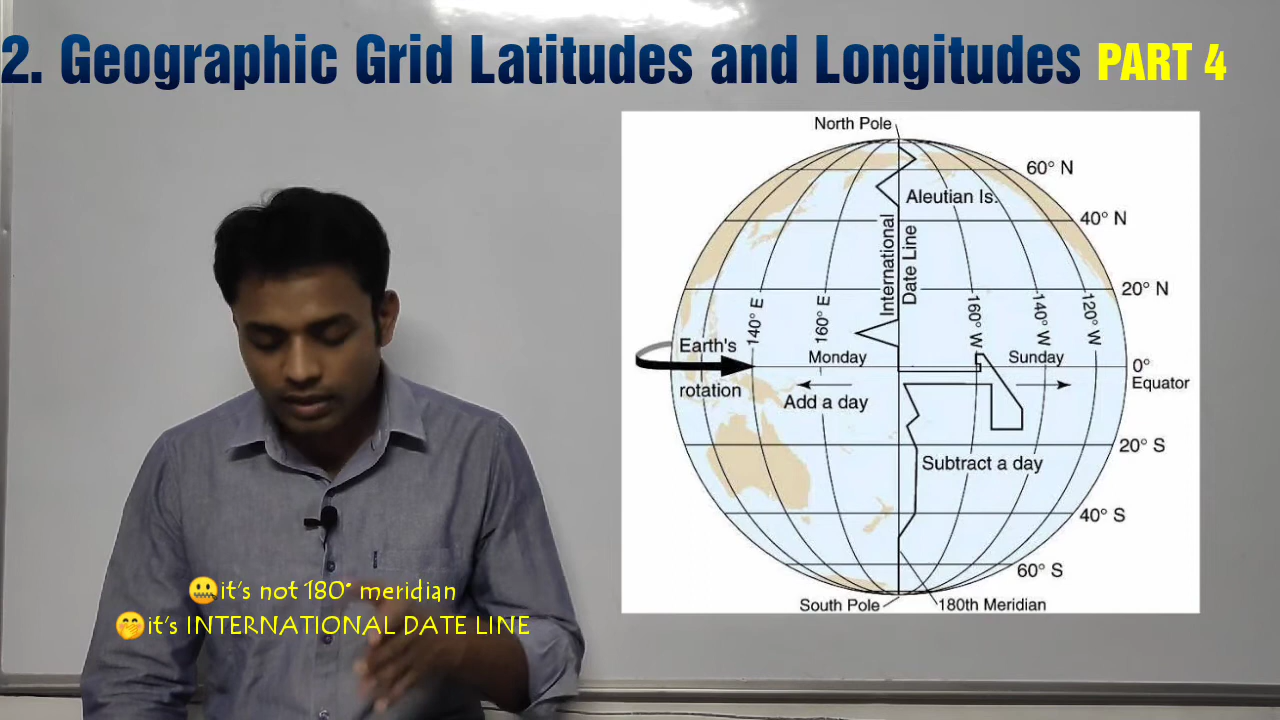 2. Geographic Grid Latitudes and Longitudes PART 4
North Pole
60° N
Aleutian Is.
40° N
International
Date Line
20° N
140° E
160° E
160° W
140° W
120° W
Earth's
rotation
Monday
Sunday
0°
Equator
Add a day
20° S
Subtract a day
40° S
60° S
South Pole
180th Meridian
🤐it's not 180° meridian
🤭it's INTERNATIONAL DATE LINE